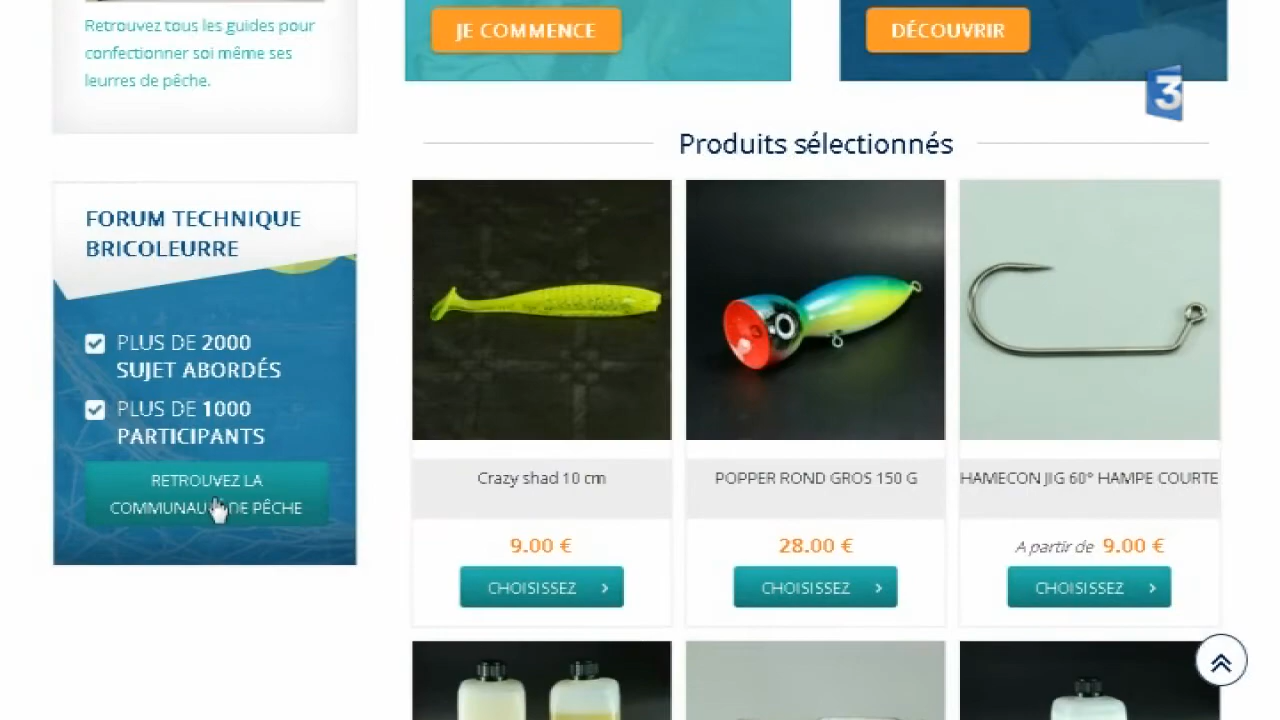 Retrouvez tous les guides pour
confectionner soi même ses
leurres de pêche.
JE COMMENCE
DÉCOUVRIR
3
Produits sélectionnés
FORUM TECHNIQUE
BRICOLEURRE
PLUS DE 2000
SUJET ABORDÉS
PLUS DE 1000
PARTICIPANTS
RETROUVEZ LA
COMMUNAU DE PÊCHE
Crazy shad 10 cm
9.00 €
CHOISISSEZ
POPPER ROND GROS 150 G
28.00 €
CHOISISSEZ
HAMECON JIG 60° HAMPE COURTE
A partir de 9.00 €
CHOISISSEZ